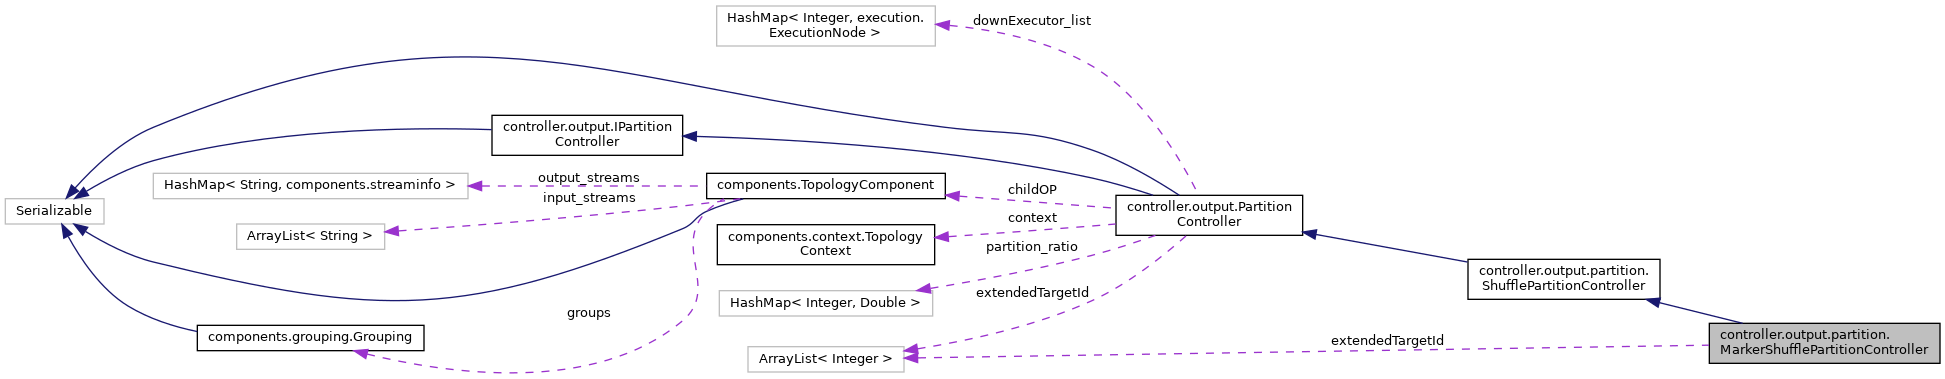 HashMap< Integer, execution.
ExecutionNode >
downExecutor_list
controller.output.IPartition
Controller
HashMap< String, components.streaminfo >
output_streams
input_streams
components.TopologyComponent
childOP
controller.output.Partition
Controller
Serializable
ArrayList< String >
components.context.Topology
Context
context
partition_ratio
controller.output.partition.
ShufflePartitionController
HashMap< Integer, Double >
extendedTargetId
groups
components.grouping.Grouping
ArrayList< Integer >
extendedTargetId
controller.output.partition.
MarkerShufflePartitionController